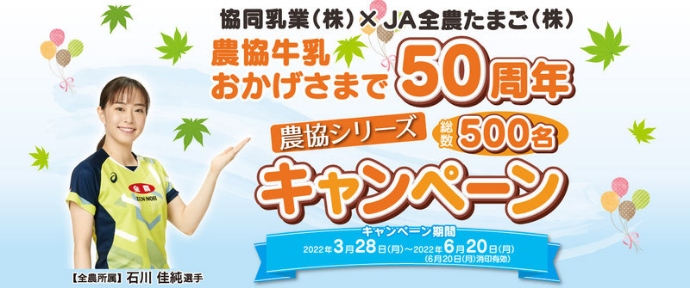 協同乳業（株）×JA全農たまご（株）
農協牛乳
おかげさまで50周年
農協シリーズ 総数500名
キャンペーン
キャンペーン期間
2022年3月28日(月)～2022年6月20日(月)
(6月20日(月)消印有効)
全農
ZEN-NOH
【全農所属】石川 佳純選手